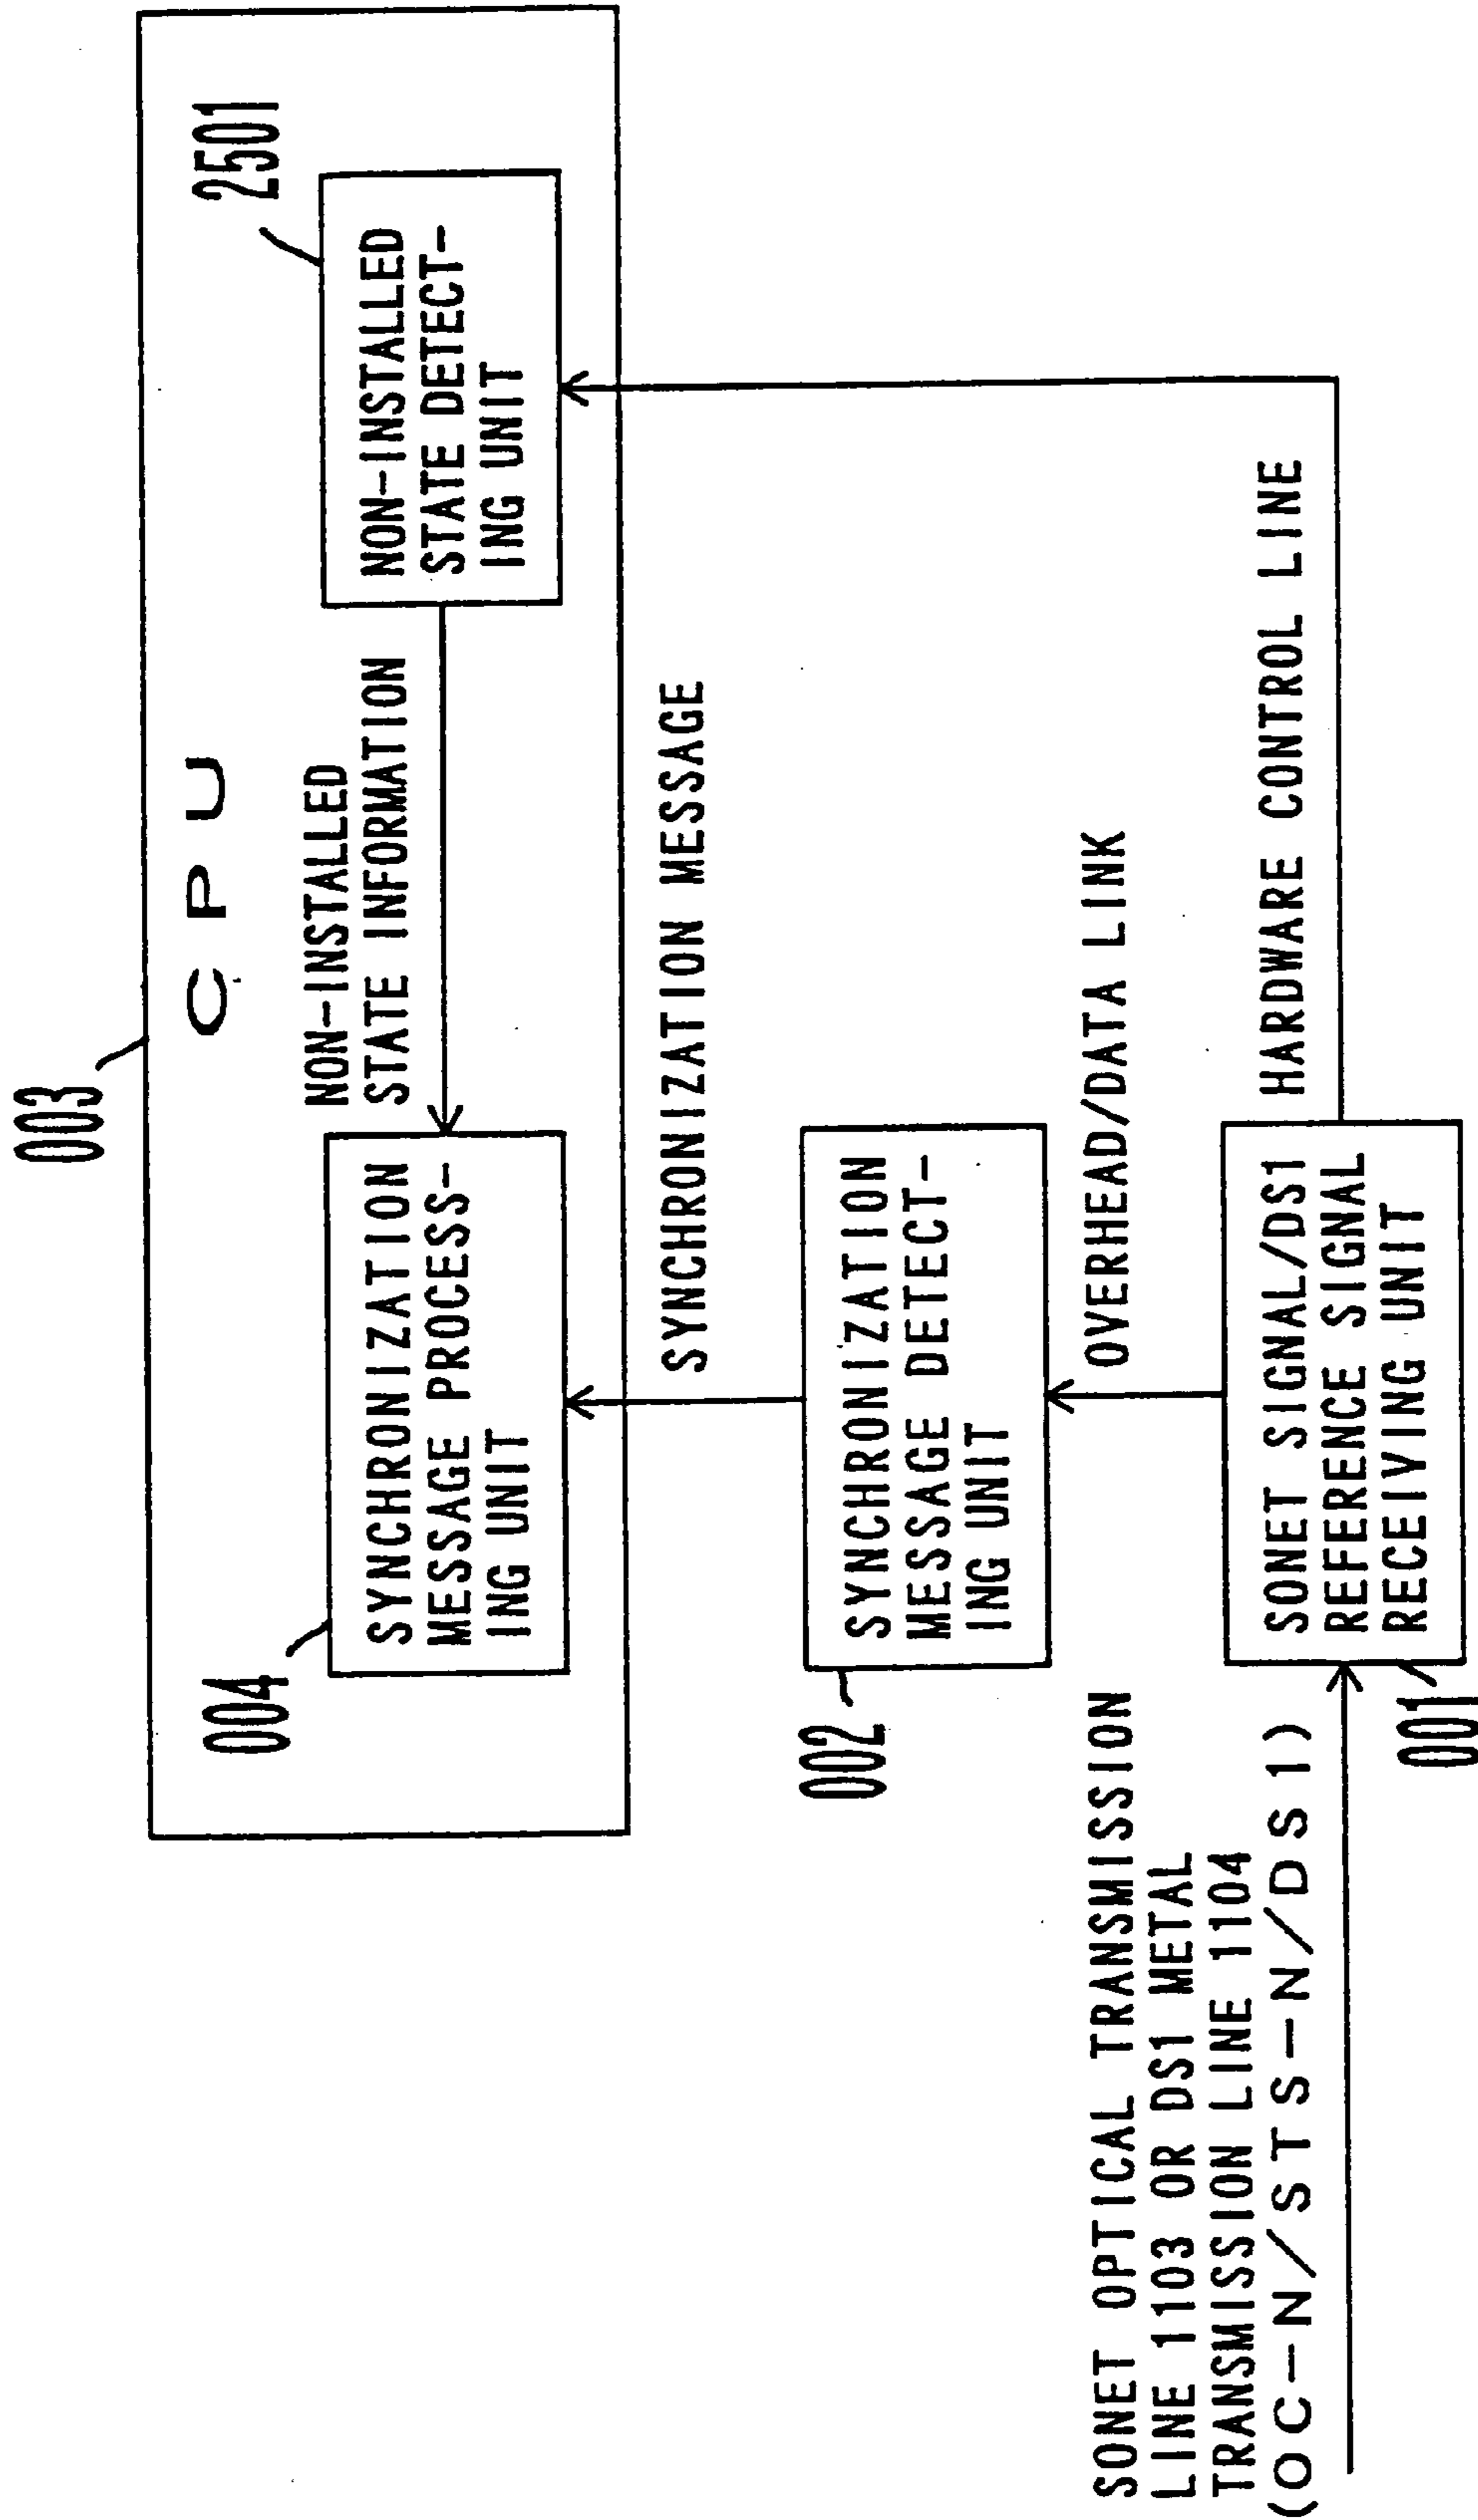 003
CPU
2501
004
NON-INSTALLED
STATE INFORMATION
SYNCHRONIZATION
MESSAGE PROCESS-
ING UNIT
NON-INSTALLED
STATE DETECT-
ING UNIT
SYNCHRONIZATION MESSAGE
002
SYNCHRONIZATION
MESSAGE DETECT-
ING UNIT
OVERHEAD/DATA LINK
SONET OPTICAL TRANSMISSION
LINE 1103 OR DS1 METAL
TRANSMISSION LINE 1104
(OC-N/STS-N/DS1)
SONET SIGNAL/DS1
REFERENCE SIGNAL
RECEIVING UNIT
HARDWARE CONTROL LINE
001